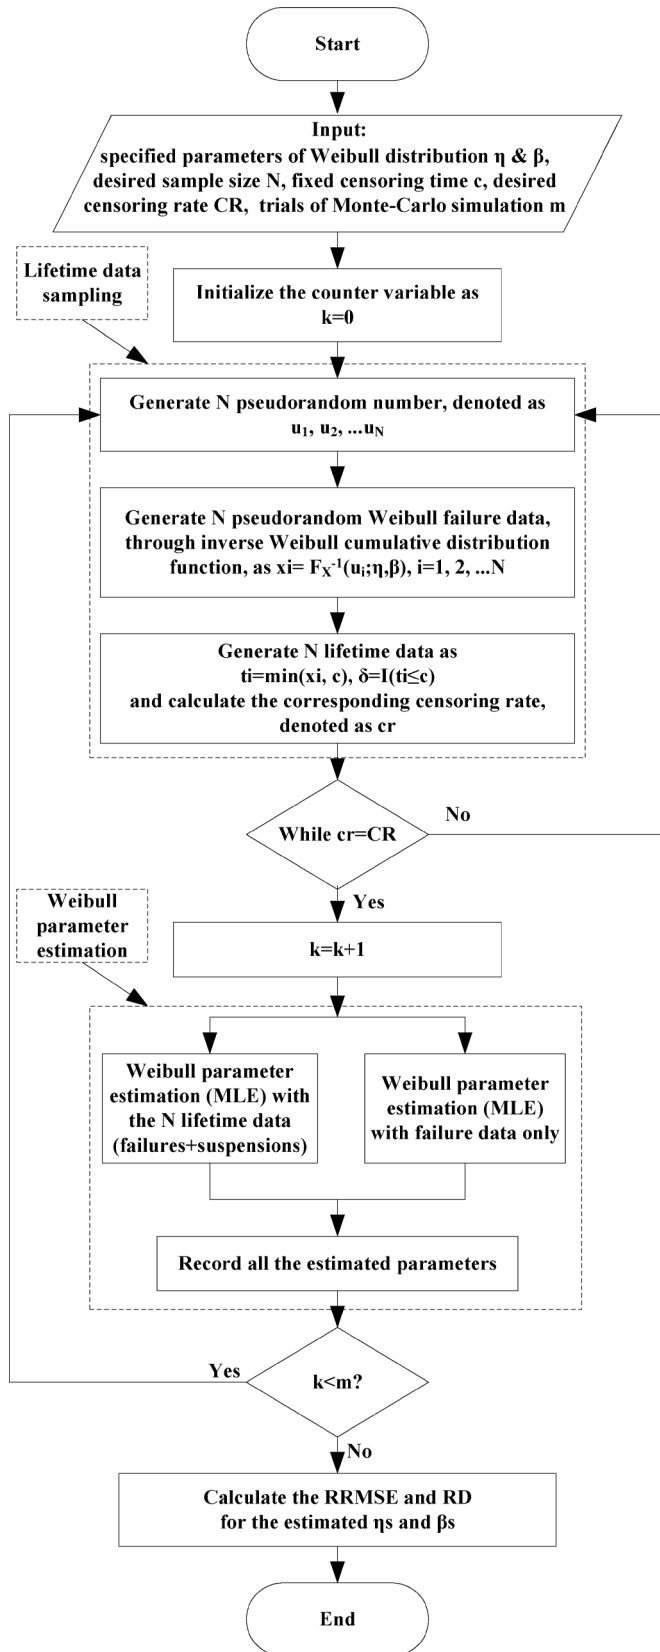 Start
Input:
specified parameters of Weibull distribution η & β,
desired sample size N, fixed censoring time c, desired
censoring rate CR,  trials of Monte-Carlo simulation m
Lifetime data
sampling
Initialize the counter variable as
k=0
Generate N pseudorandom number, denoted as
u₁, u₂, ...u_N
Generate N pseudorandom Weibull failure data,
through inverse Weibull cumulative distribution
function, as xi= F_X⁻¹(uᵢ;η,β), i=1, 2, ...N
Generate N lifetime data as
ti=min(xi, c), δ=I(ti≤c)
and calculate the corresponding censoring rate,
denoted as cr
While cr=CR
No
Yes
Weibull
parameter
estimation
k=k+1
Weibull parameter
estimation (MLE) with
the N lifetime data
(failures+suspensions)
Weibull parameter
estimation (MLE)
with failure data only
Record all the estimated parameters
Yes
k<m?
No
Calculate the RRMSE and RD
for the estimated ηs and βs
End